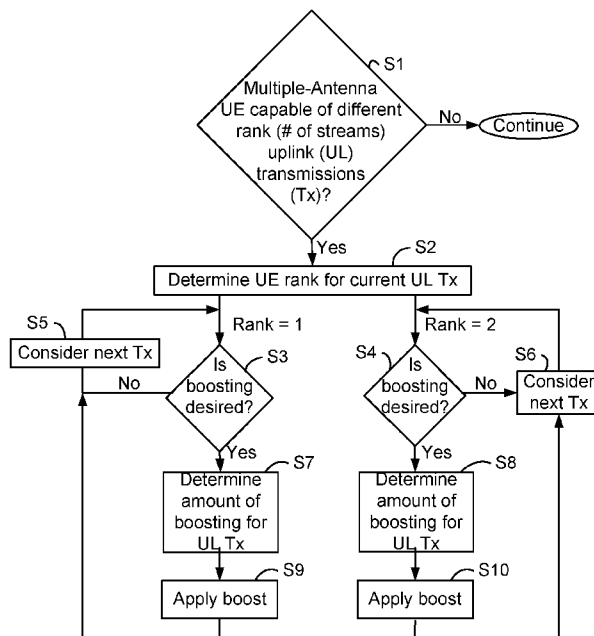 S1
Multiple-Antenna
UE capable of different
rank (# of streams)
uplink (UL)
transmissions
(Tx)?
No
Continue
Yes
S2
Determine UE rank for current UL Tx
S5
Rank = 1
Rank = 2
Consider next Tx
S3
S4
S6
Is
boosting
desired?
No
Is
boosting
desired?
No
Consider
next Tx
Yes
Yes
S7
S8
Determine
amount of
boosting for
UL Tx
Determine
amount of
boosting for
UL Tx
S9
S10
Apply boost
Apply boost